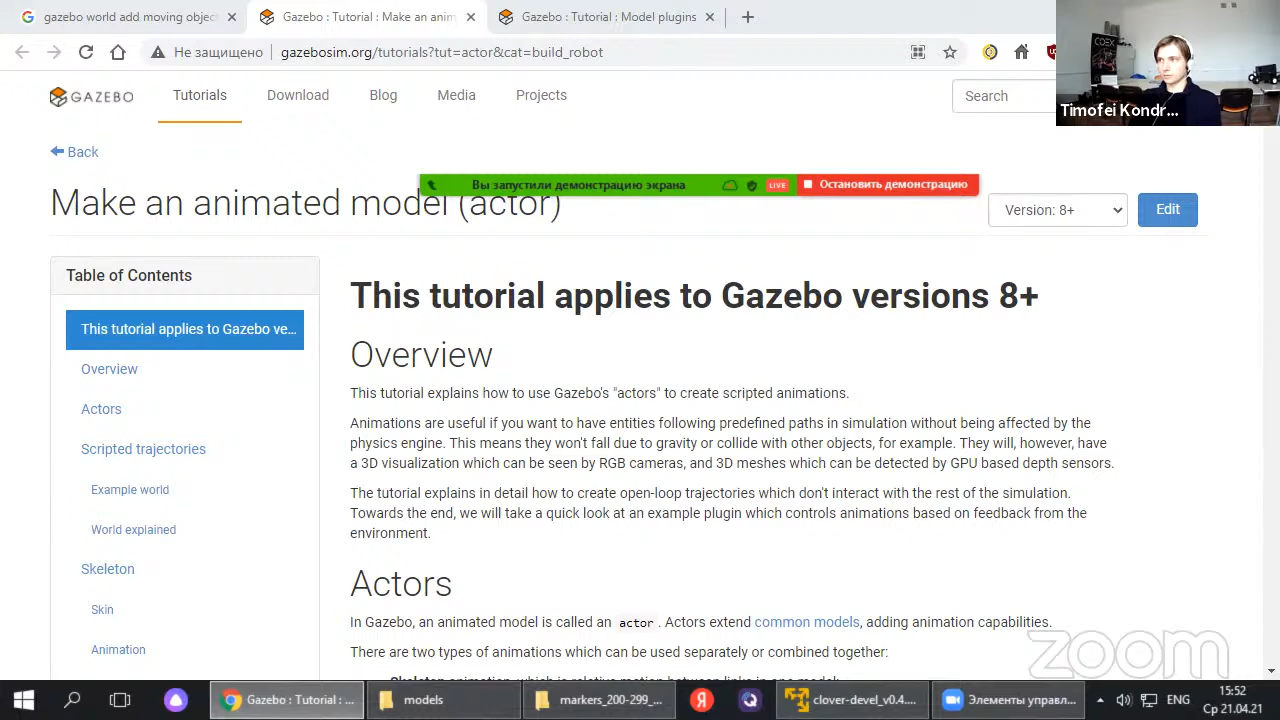 gazebo world add moving objec
Gazebo : Tutorial : Make an anim
Gazebo : Tutorial : Model plugins
Не защищено
gazebosim.org/tutorials?tut=actor&cat=build_robot
COEX
Timofei Kondr...
GAZEBO
Tutorials
Download
Blog
Media
Projects
Search
Back
Вы запустили демонстрацию экрана
LIVE
Остановить демонстрацию
Make an animated model (actor)
Version: 8+
Edit
Table of Contents
This tutorial applies to Gazebo ve...
Overview
Actors
Scripted trajectories
Example world
World explained
Skeleton
Skin
Animation
This tutorial applies to Gazebo versions 8+
Overview
This tutorial explains how to use Gazebo's "actors" to create scripted animations.
Animations are useful if you want to have entities following predefined paths in simulation without being affected by the
physics engine. This means they won't fall due to gravity or collide with other objects, for example. They will, however, have
a 3D visualization which can be seen by RGB cameras, and 3D meshes which can be detected by GPU based depth sensors.
The tutorial explains in detail how to create open-loop trajectories which don't interact with the rest of the simulation.
Towards the end, we will take a quick look at an example plugin which controls animations based on feedback from the
environment.
Actors
In Gazebo, an animated model is called an actor. Actors extend common models, adding animation capabilities.
There are two types of animations which can be used separately or combined together:
zoom
Gazebo : Tutorial : ...
models
markers_200-299_...
Я
clover-devel_v0.4....
Элементы управл...
ENG
15:52
Ср 21.04.21